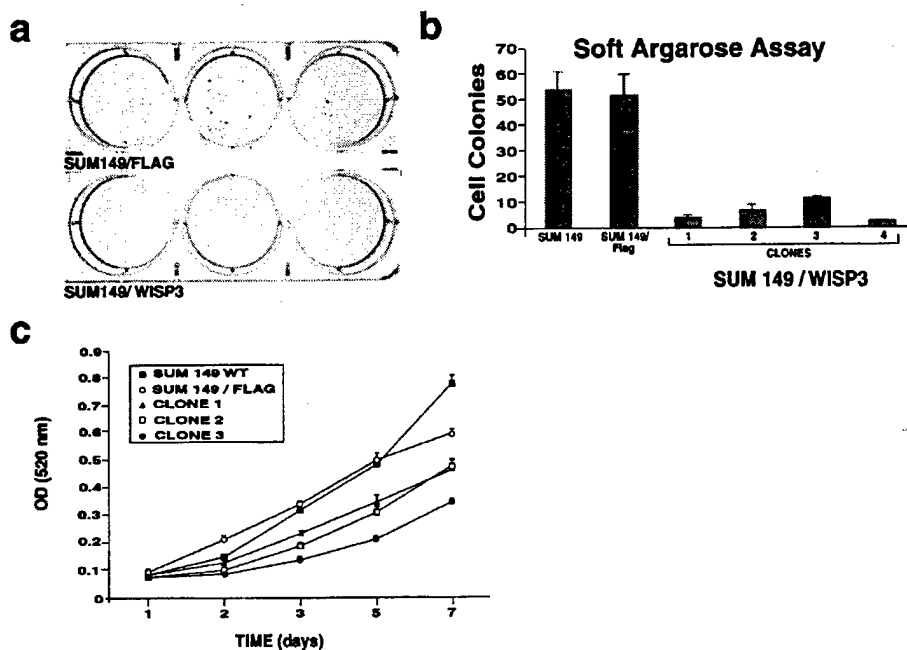 a
SUM149/FLAG
SUM149/ WISP3
b
Soft Argarose Assay
Cell Colonies
70
60
50
40
30
20
10
0
SUM 149
SUM 149/
Flag
1
2
3
4
CLONES
SUM 149 / WISP3
c
OD (520 nm)
0.9
0.8
0.7
0.6
0.5
0.4
0.3
0.2
0.1
0
SUM 149 WT
SUM 149 / FLAG
CLONE 1
CLONE 2
CLONE 3
1
2
3
5
7
TIME (days)